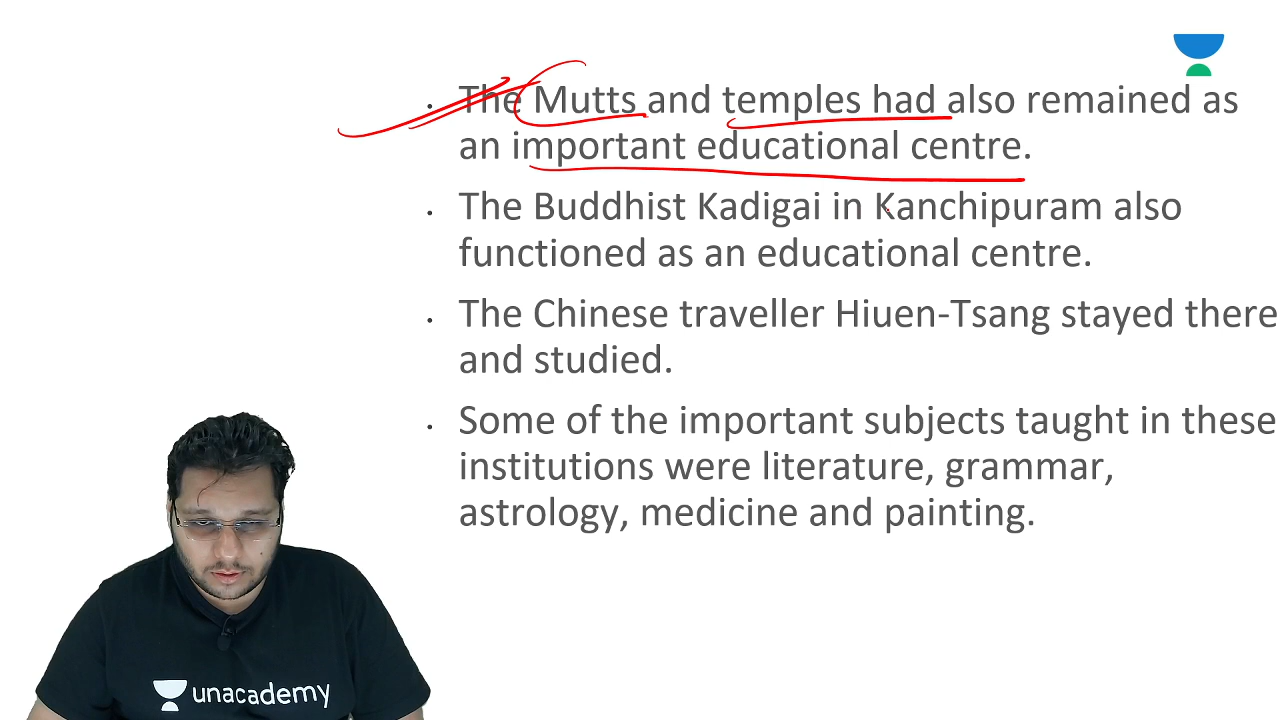 The Mutts and temples had also remained as
an important educational centre.
The Buddhist Kadigai in Kanchipuram also
functioned as an educational centre.
The Chinese traveller Hiuen-Tsang stayed there
and studied.
Some of the important subjects taught in these
institutions were literature, grammar,
astrology, medicine and painting.
unacademy